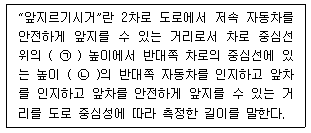 “앞지르기시거”란 2차로 도로에서 저속 자동차를
안전하게 앞지를 수 있는 거리로서 차로 중심선
위의 ( ㉠ ) 높이에서 반대쪽 차로의 중심선에 있
는 높이 ( ㉡ )의 반대쪽 자동차를 인지하고 앞차
를 인지하고 앞차를 안전하게 앞지를 수 있는 거
리를 도로 중심성에 따라 측정한 길이를 말한다.